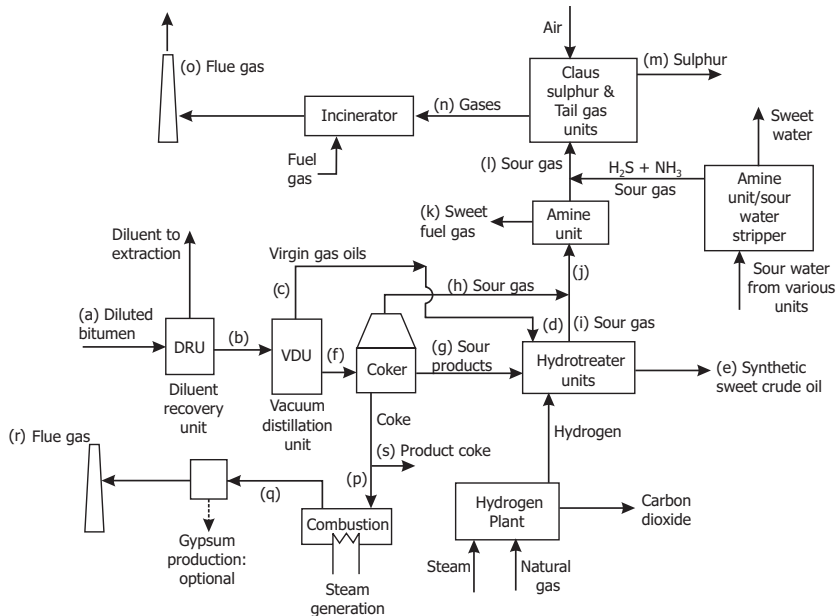 Air
(o) Flue gas
(m) Sulphur
Claus
sulphur &
Tail gas
units
(n) Gases
Incinerator
Sweet
water
Fuel
gas
(l) Sour gas
H₂S + NH₃
Sour gas
Amine
unit/sour
water
stripper
(k) Sweet
fuel gas
Amine
unit
Diluent to
extraction
Virgin gas oils
(j)
Sour water
from various
units
(c)
(h) Sour gas
(a) Diluted
bitumen
(b)
(d)
(i) Sour gas
DRU
VDU
(f)
Coker
(g) Sour
products
Hydrotreater
units
(e) Synthetic
sweet crude oil
Diluent
recovery
unit
Vacuum
distillation
unit
Coke
Hydrogen
(r) Flue gas
(s) Product coke
(q)
(p)
Hydrogen
Plant
Carbon
dioxide
Combustion
Gypsum
production:
optional
Steam
generation
Steam
Natural
gas